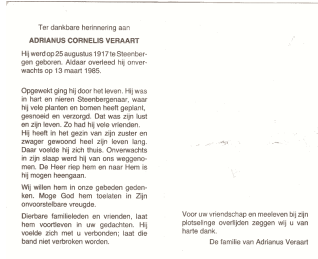 Ter dankbare herinnering aan
ADRIANUS CORNELIS VERAART
Hij werd op 25 augustus 1917 te Steenber-
gen geboren. Aldaar overleed hij onver-
wachts op 13 maart 1985.
Opgewekt ging hij door het leven. Hij was
in hart en nieren Steenbergenaar, waar
hij vele planten en bomen heeft geplant,
gesnoeid en verzorgd. Dat was zijn lust
en zijn leven. Zo had hij vele vrienden.
Hij heeft in het gezin van zijn zuster en
zwager gewoond heel zijn leven lang.
Daar voelde hij zich thuis. Onverwachts
in zijn slaap werd hij van ons weggeno-
men. De Heer riep hem en naar Hem is
hij mogen heengaan.
Wij willen hem in onze gebeden geden-
ken. Moge God hem toelaten in Zijn
onvoorstelbare vreugde.
Dierbare familieleden en vrienden, laat
hem voortleven in uw gedachten. Hij
voelde zich met u verbonden; laat die
band niet verbroken worden.
Voor uw vriendschap en meeleven bij zijn
plotselinge overlijden zeggen wij u van
harte dank.
De familie van Adrianus Veraart